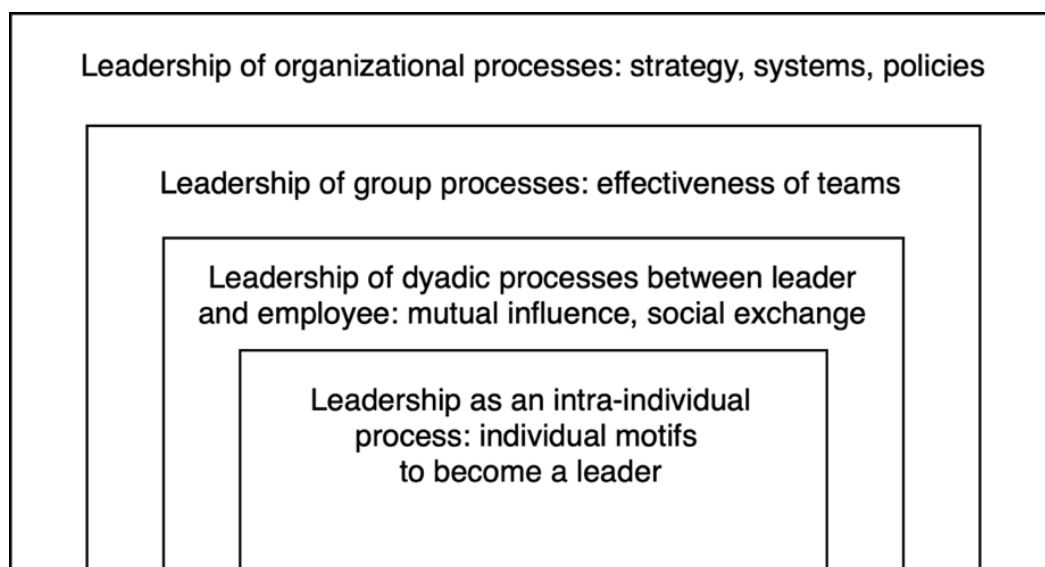 Leadership of organizational processes: strategy, systems, policies
Leadership of group processes: effectiveness of teams
Leadership of dyadic processes between leader
and employee: mutual influence, social exchange
Leadership as an intra-individual
process: individual motifs
to become a leader